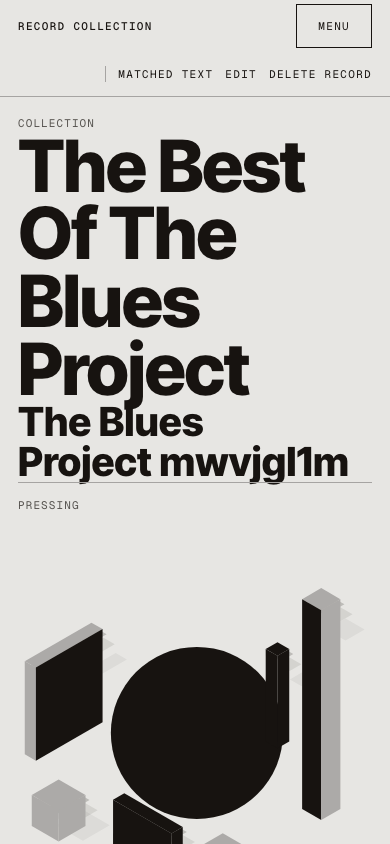 RECORD COLLECTION
MENU
MATCHED TEXT EDIT DELETE RECORD
COLLECTION
The Best
Of The
Blues
Project
The Blues
Project mwvjgl1m
PRESSING